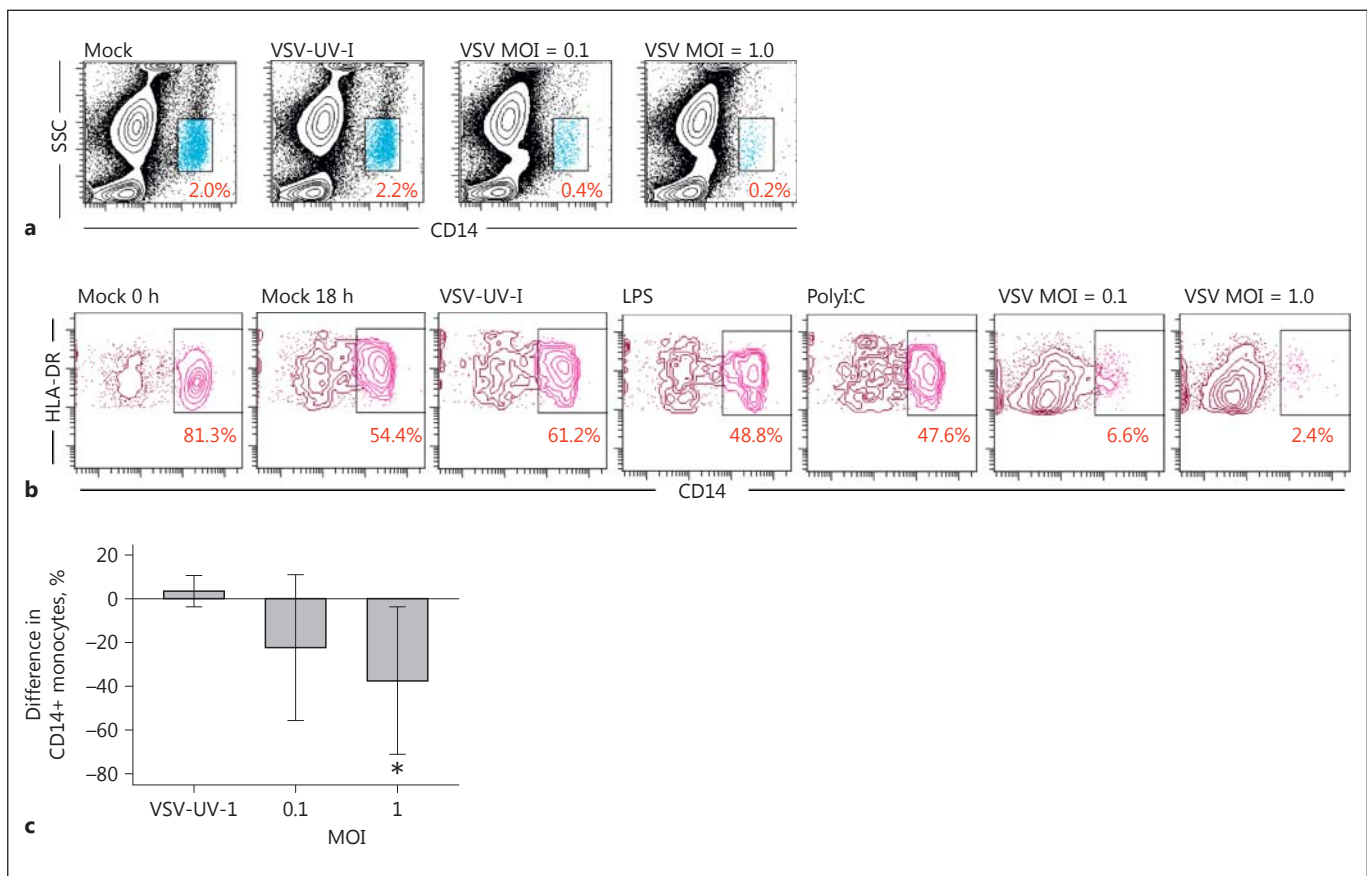 Mock VSV-UV-I VSV MOI = 0.1 VSV MOI = 1.0
SSC
2.0% 2.2% 0.4% 0.2%
a
CD14
Mock 0 h Mock 18 h VSV-UV-I LPS PolyI:C VSV MOI = 0.1 VSV MOI = 1.0
HLA-DR
81.3% 54.4% 61.2% 48.8% 47.6% 6.6% 2.4%
b
CD14
20
0
–20
–40
–60
–80
Difference in
CD14+ monocytes, %
*
VSV-UV-1 0.1 1
MOI
c